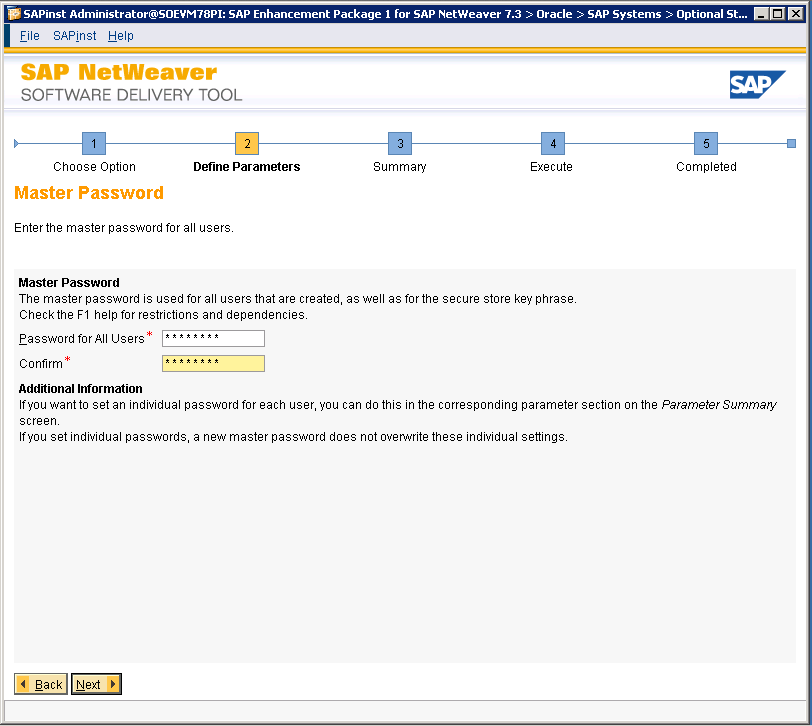 SAPinst Administrator@SOEVM78PI: SAP Enhancement Package 1 for SAP NetWeaver 7.3 > Oracle > SAP Systems > Optional St...
File SAPinst Help
SAP NetWeaver
SOFTWARE DELIVERY TOOL
SAP
1 2 3 4 5
Choose Option Define Parameters Summary Execute Completed
Master Password
Enter the master password for all users.
Master Password
The master password is used for all users that are created, as well as for the secure store key phrase.
Check the F1 help for restrictions and dependencies.
Password for All Users* ********
Confirm* ********
Additional Information
If you want to set an individual password for each user, you can do this in the corresponding parameter section on the Parameter Summary
screen.
If you set individual passwords, a new master password does not overwrite these individual settings.
Back Next